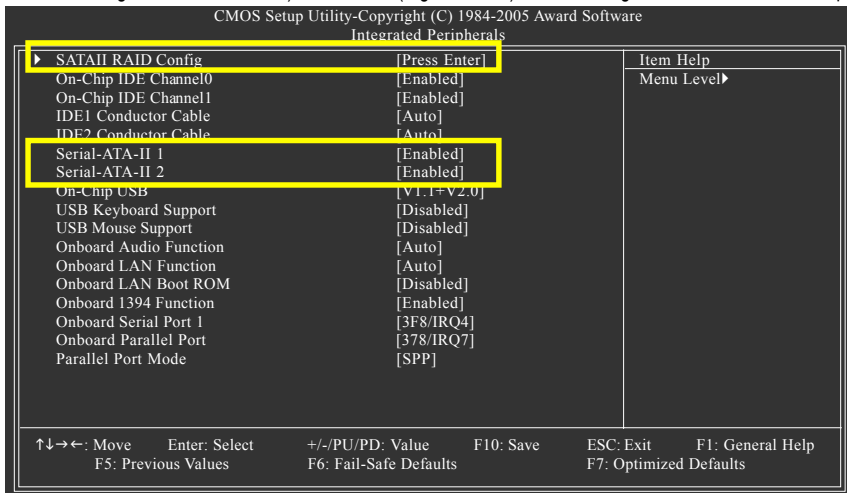 CMOS Setup Utility-Copyright (C) 1984-2005 Award Software
Integrated Peripherals
SATAII RAID Config [Press Enter] Item Help
On-Chip IDE Channel0 [Enabled] Menu Level
On-Chip IDE Channel1 [Enabled]
IDE1 Conductor Cable [Auto]
IDE2 Conductor Cable [Auto]
Serial-ATA-II 1 [Enabled]
Serial-ATA-II 2 [Enabled]
On-Chip USB [V1.1+V2.0]
USB Keyboard Support [Disabled]
USB Mouse Support [Disabled]
Onboard Audio Function [Auto]
Onboard LAN Function [Auto]
Onboard LAN Boot ROM [Disabled]
Onboard 1394 Function [Enabled]
Onboard Serial Port 1 [3F8/IRQ4]
Onboard Parallel Port [378/IRQ7]
Parallel Port Mode [SPP]
↑↓→←: Move Enter: Select +/-/PU/PD: Value F10: Save ESC: Exit F1: General Help
F5: Previous Values F6: Fail-Safe Defaults F7: Optimized Defaults